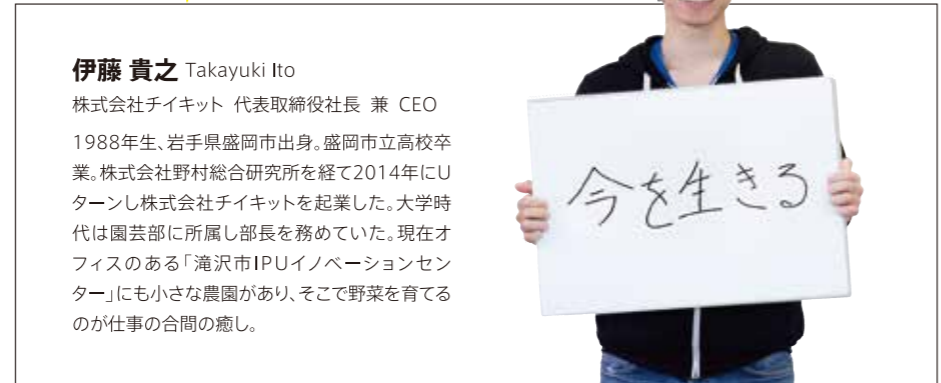 伊藤 貴之 Takayuki Ito
株式会社チイキット 代表取締役社長 兼 CEO
1988年生、岩手県盛岡市出身。盛岡市立高校卒
業。株式会社野村総合研究所を経て2014年にU
ターンし株式会社チイキットを起業した。大学時
代は園芸部に所属し部長を務めていた。現在オ
フィスのある「滝沢市IPUイノベーションセン
ター」にも小さな農園があり、そこで野菜を育てる
のが仕事の合間の癒し。
今を生きる